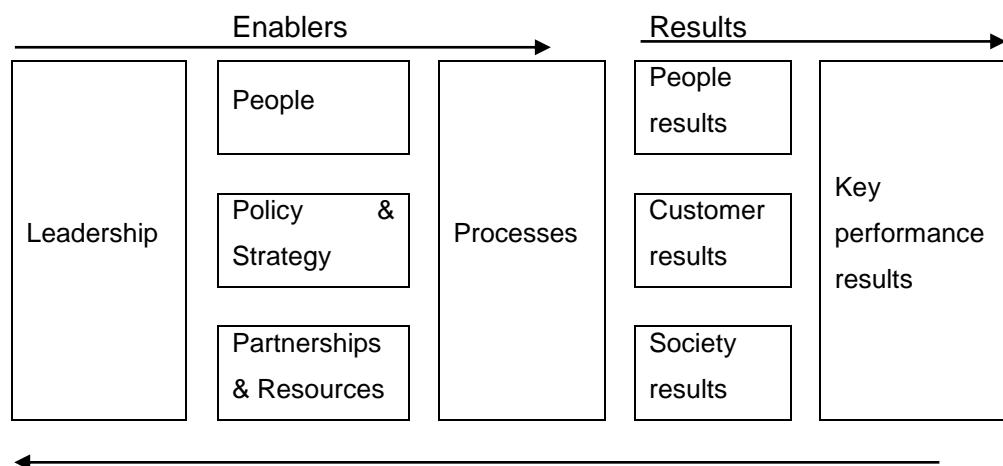 Enablers
Results
Leadership
People
Policy &
Strategy
Partnerships
& Resources
Processes
People
results
Customer
results
Society
results
Key
performance
results